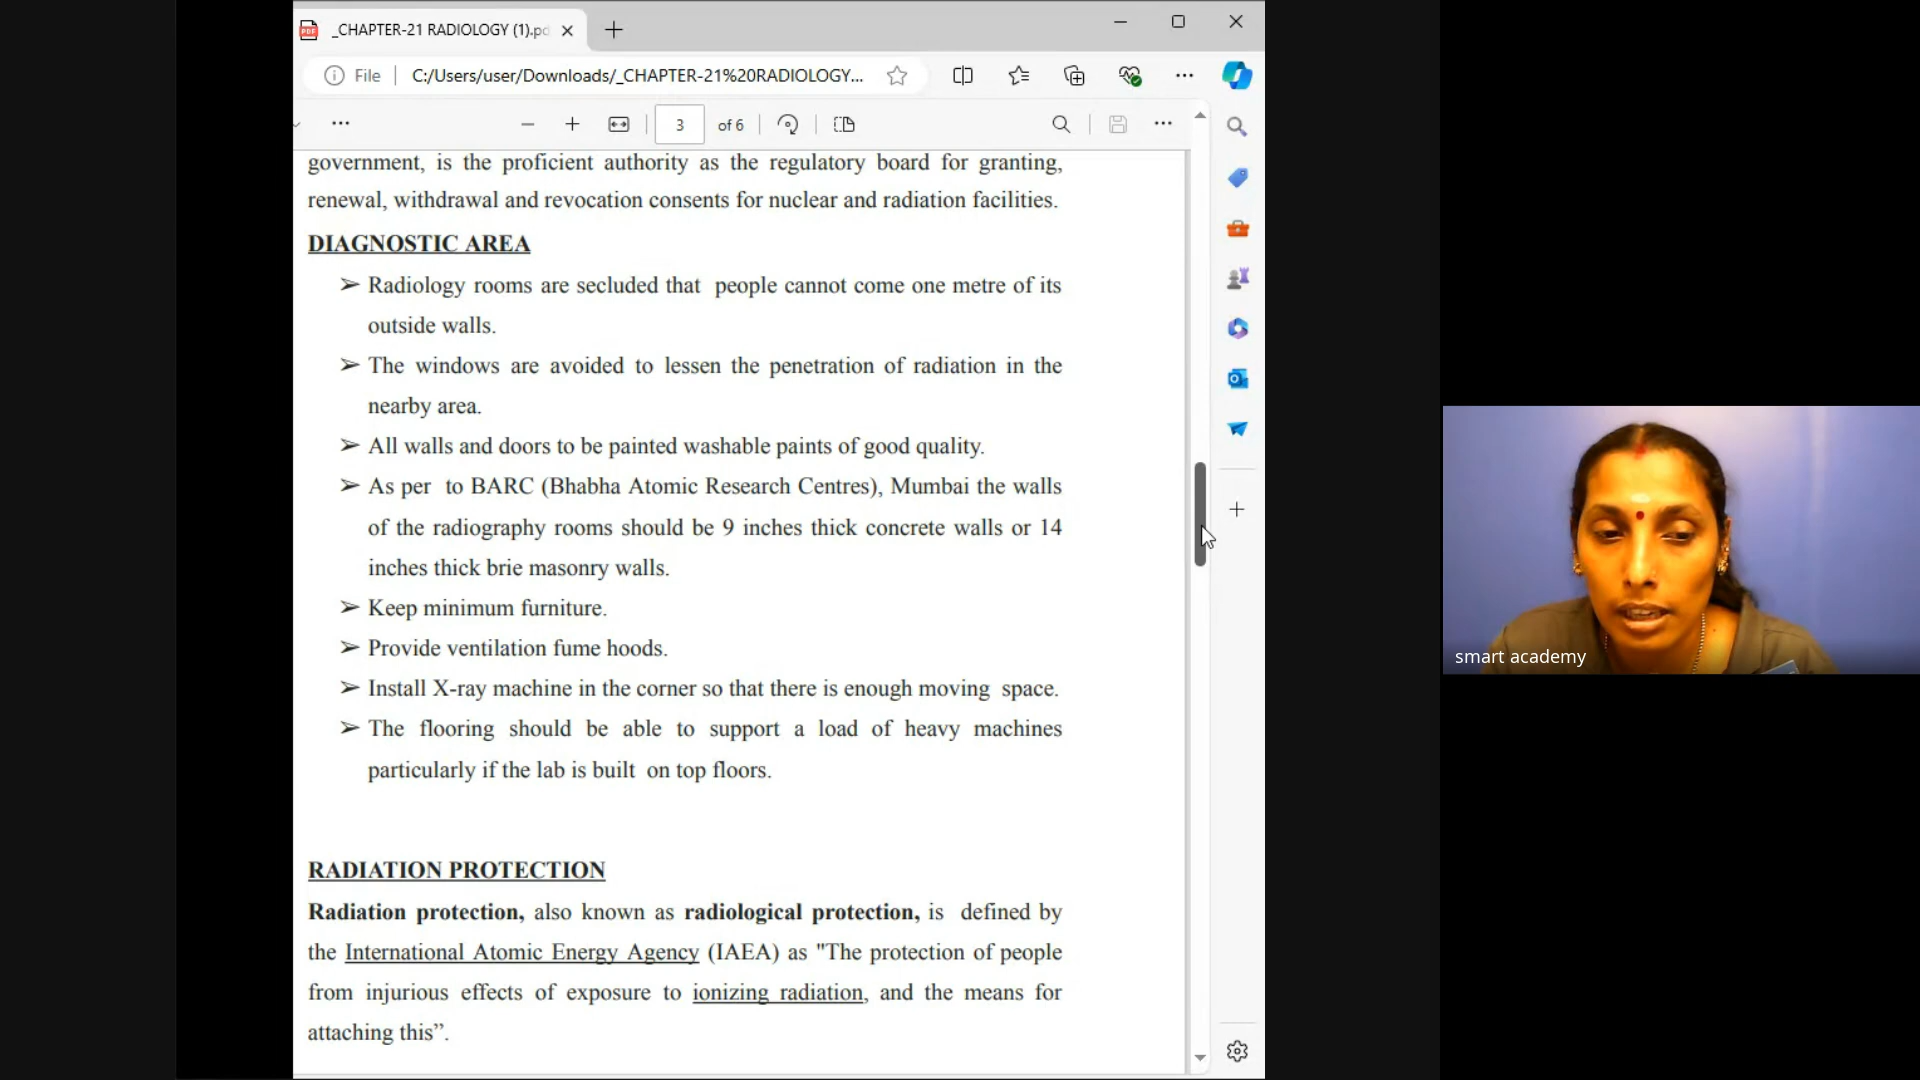 _CHAPTER-21 RADIOLOGY (1).pd
File
C:/Users/user/Downloads/_CHAPTER-21%20RADIOLOGY...
3 of 6
government, is the proficient authority as the regulatory board for granting,
renewal, withdrawal and revocation consents for nuclear and radiation facilities.
DIAGNOSTIC AREA
➢ Radiology rooms are secluded that people cannot come one metre of its
outside walls.
➢ The windows are avoided to lessen the penetration of radiation in the
nearby area.
➢ All walls and doors to be painted washable paints of good quality.
➢ As per to BARC (Bhabha Atomic Research Centres), Mumbai the walls
of the radiography rooms should be 9 inches thick concrete walls or 14
inches thick brie masonry walls.
➢ Keep minimum furniture.
➢ Provide ventilation fume hoods.
➢ Install X-ray machine in the corner so that there is enough moving space.
➢ The flooring should be able to support a load of heavy machines
particularly if the lab is built on top floors.
RADIATION PROTECTION
Radiation protection, also known as radiological protection, is defined by
the International Atomic Energy Agency (IAEA) as "The protection of people
from injurious effects of exposure to ionizing radiation, and the means for
attaching this”.
smart academy